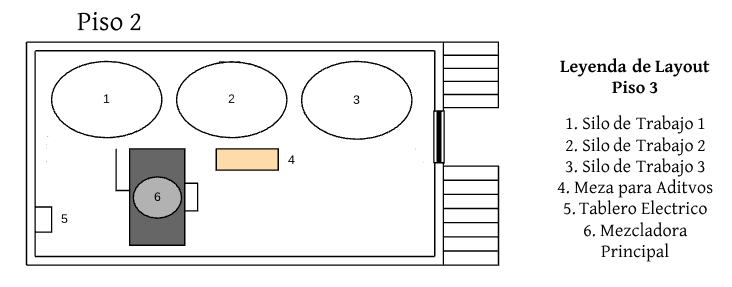 Piso 2
1
2
3
4
5
6
Leyenda de Layout
Piso 3
1. Silo de Trabajo 1
2. Silo de Trabajo 2
3. Silo de Trabajo 3
4. Meza para Aditvos
5. Tablero Electrico
6. Mezcladora
Principal